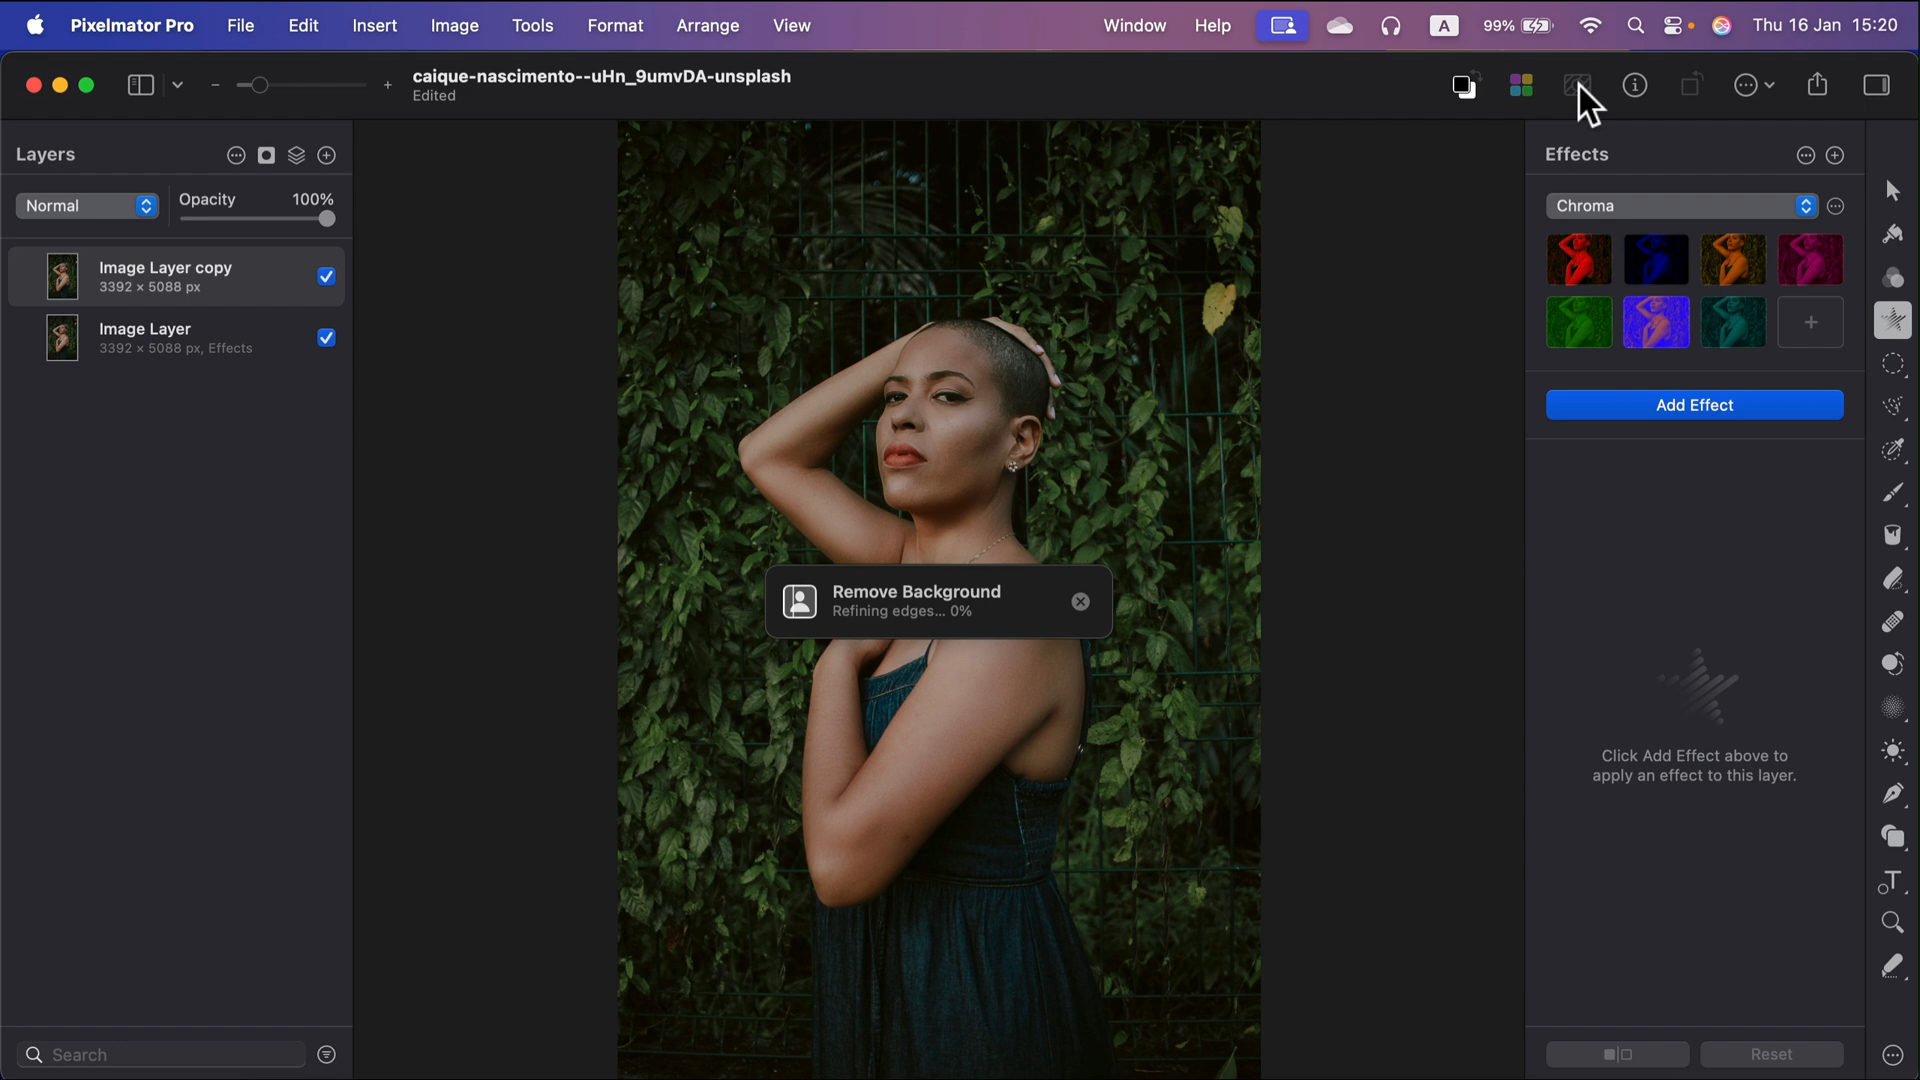 Pixelmator Pro File Edit Insert Image Tools Format Arrange View Window Help A 99% Thu 16 Jan 15:20
caique-nascimento--uHn_9umvDA-unsplash
Edited
Layers
Normal
Opacity 100%
Image Layer copy
3392 × 5088 px
Image Layer
3392 × 5088 px, Effects
Search
Remove Background
Refining edges... 0%
Effects
Chroma
Add Effect
Click Add Effect above to
apply an effect to this layer.
Reset